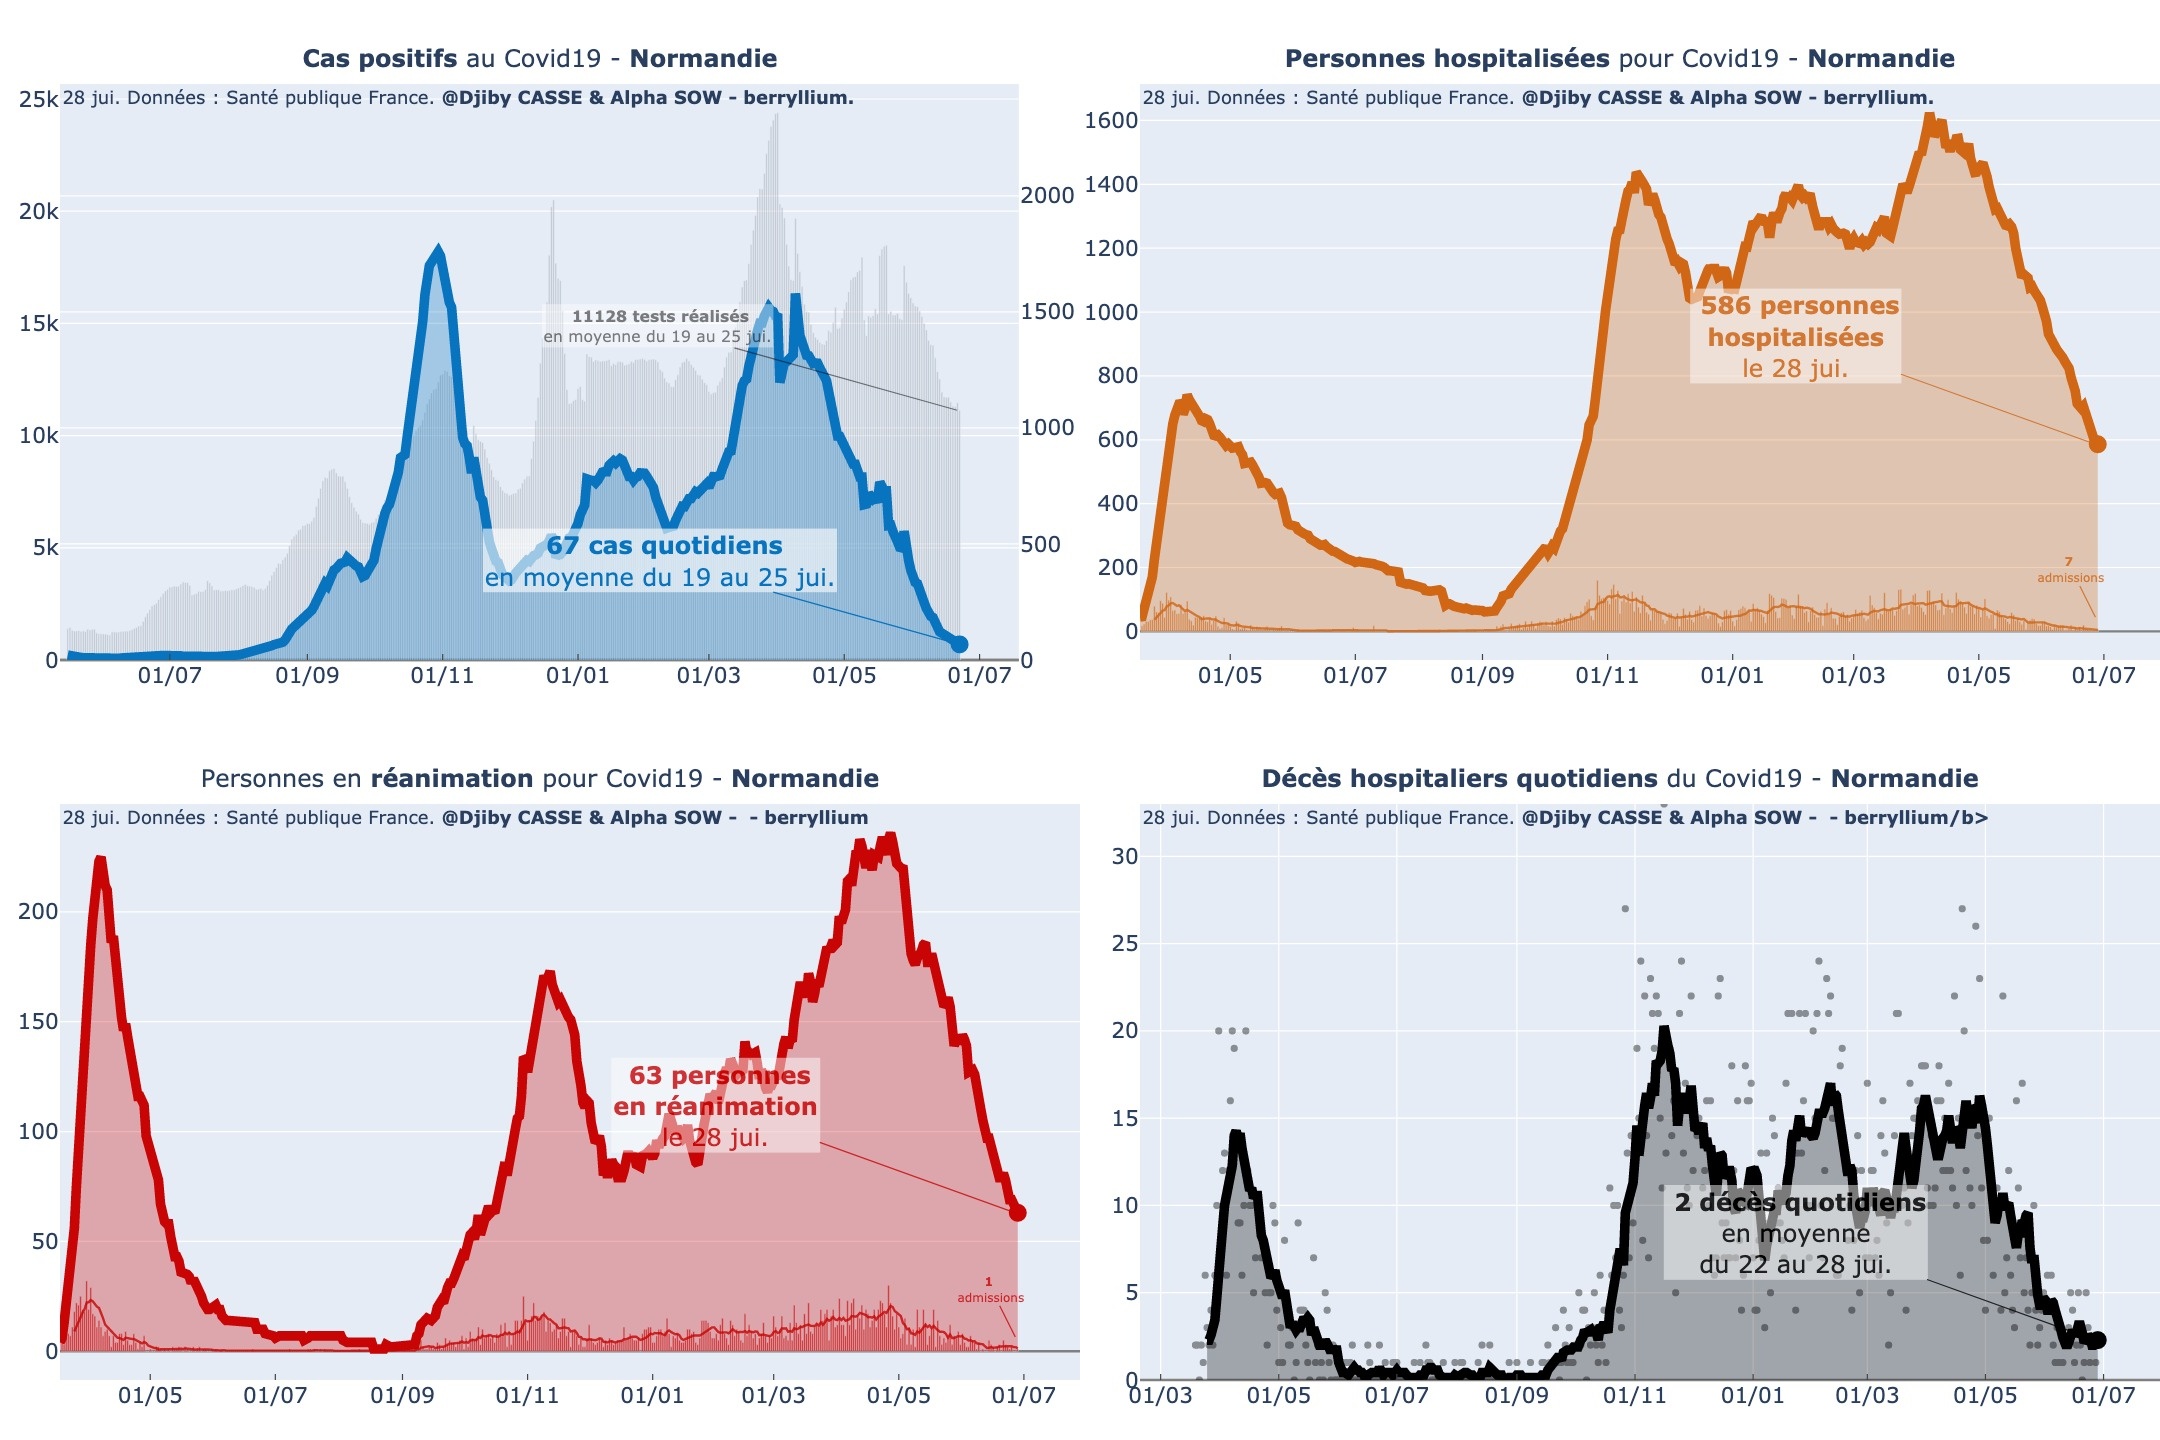 Cas positifs au Covid19 - Normandie
28 jui. Données : Santé publique France. @Djiby CASSE & Alpha SOW - berryllium.
25k
20k
15k
10k
5k
0
2000
1500
1000
500
0
11128 tests réalisés
en moyenne du 19 au 25 jui.
67 cas quotidiens
en moyenne du 19 au 25 jui.
01/07 01/09 01/11 01/01 01/03 01/05 01/07
Personnes hospitalisées pour Covid19 - Normandie
28 jui. Données : Santé publique France. @Djiby CASSE & Alpha SOW - berryllium.
1600
1400
1200
1000
800
600
400
200
0
586 personnes
hospitalisées
le 28 jui.
7
admissions
01/05 01/07 01/09 01/11 01/01 01/03 01/05 01/07
Personnes en réanimation pour Covid19 - Normandie
28 jui. Données : Santé publique France. @Djiby CASSE & Alpha SOW -  - berryllium
200
150
100
50
0
63 personnes
en réanimation
le 28 jui.
1
admissions
01/05 01/07 01/09 01/11 01/01 01/03 01/05 01/07
Décès hospitaliers quotidiens du Covid19 - Normandie
28 jui. Données : Santé publique France. @Djiby CASSE & Alpha SOW -  - berryllium/b>
30
25
20
15
10
5
0
2 décès quotidiens
en moyenne
du 22 au 28 jui.
01/03 01/05 01/07 01/09 01/11 01/01 01/03 01/05 01/07